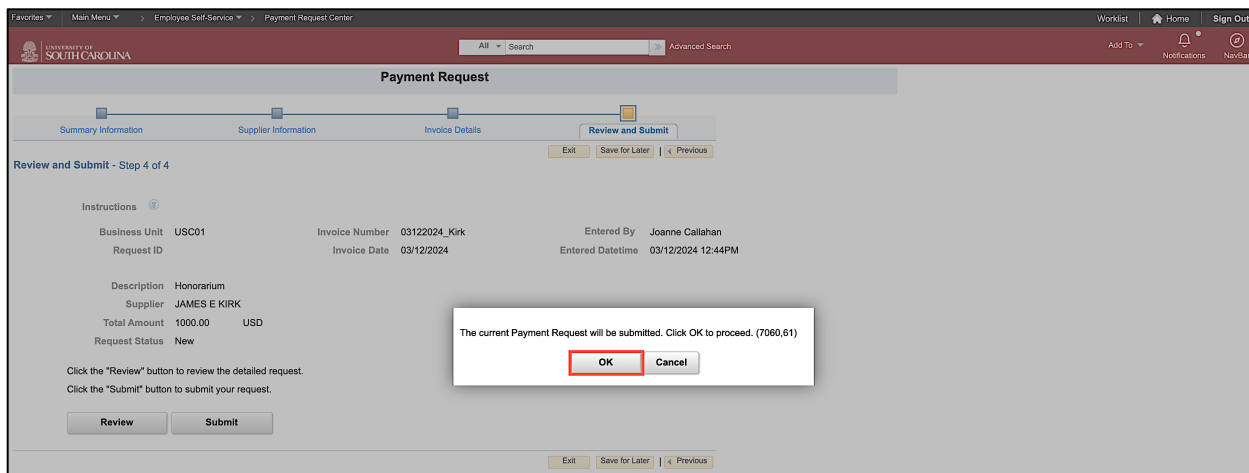 Favorites Main Menu > Employee Self-Service > Payment Request Center Worklist Home Sign Out
UNIVERSITY OF
SOUTH CAROLINA
All Search » Advanced Search Add To Notifications NavBar
Payment Request
Summary Information Supplier Information Invoice Details Review and Submit
Exit Save for Later | Previous
Review and Submit - Step 4 of 4
Instructions ?
Business Unit USC01 Invoice Number 03122024_Kirk Entered By Joanne Callahan
Request ID Invoice Date 03/12/2024 Entered Datetime 03/12/2024 12:44PM
Description Honorarium
Supplier JAMES E KIRK
Total Amount 1000.00 USD
Request Status New
The current Payment Request will be submitted. Click OK to proceed. (7060,61)
OK Cancel
Click the "Review" button to review the detailed request.
Click the "Submit" button to submit your request.
Review Submit
Exit Save for Later | Previous